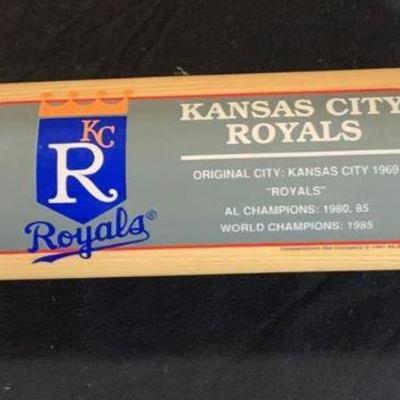 KC
R
Royals®
KANSAS CITY
ROYALS
ORIGINAL CITY: KANSAS CITY 1969
"ROYALS"
AL CHAMPIONS: 1980, 85
WORLD CHAMPIONS: 1985